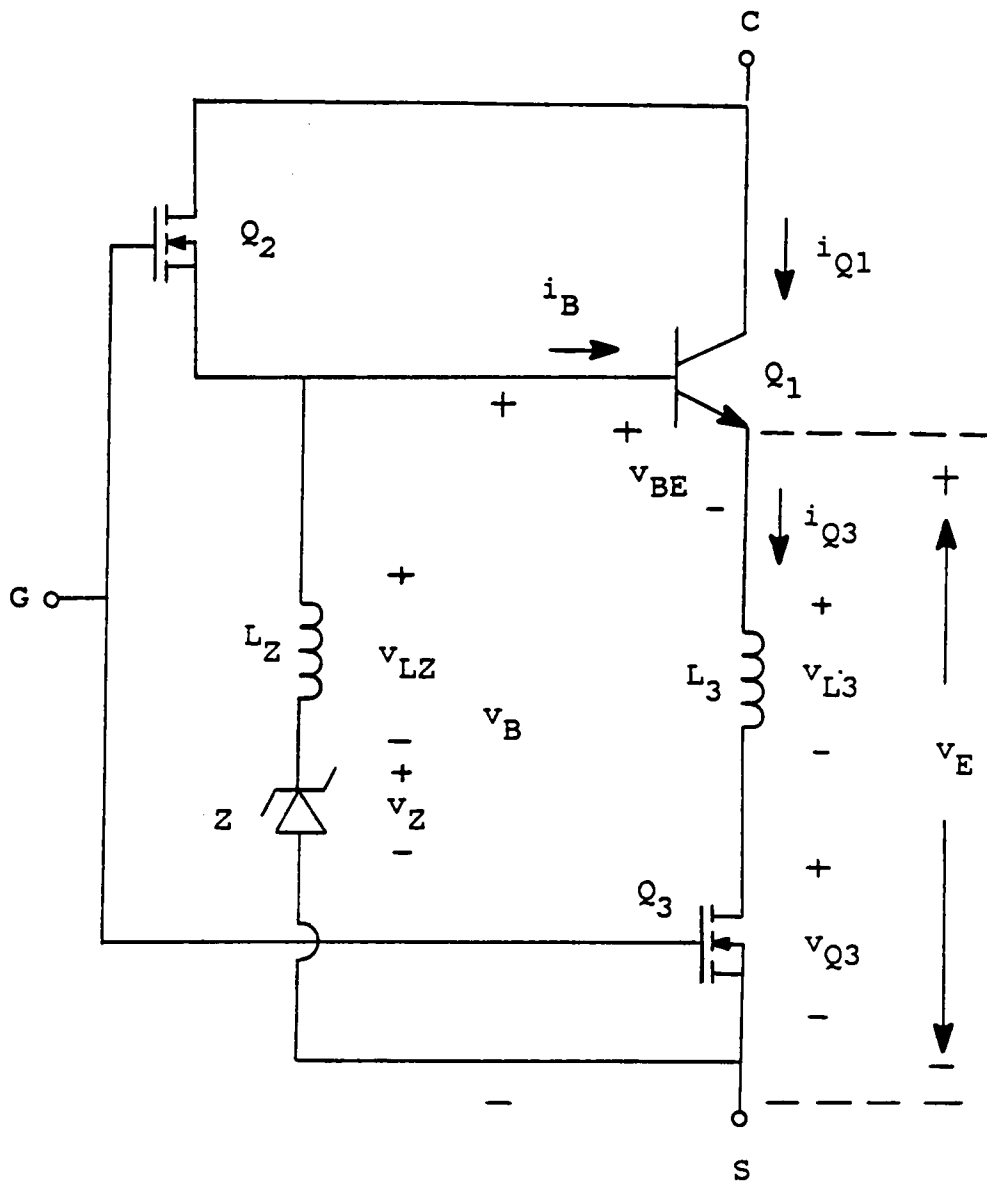 C
Q2
iQ1
iB
Q1
+
+
vBE
-
+
iQ3
G
+
LZ
vLZ
vB
-
+
L3
vL3
-
vE
Z
+
vZ
-
Q3
+
vQ3
-
-
-
S